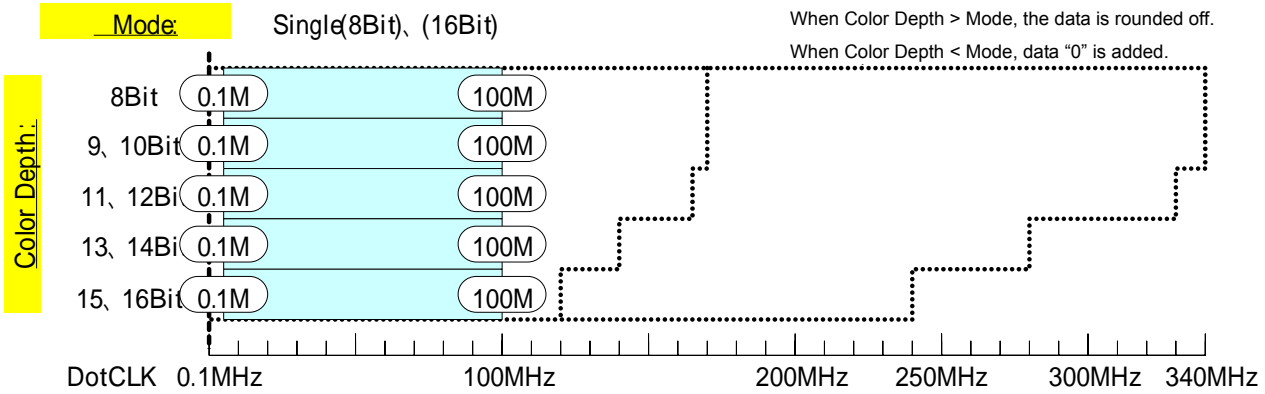 Mode:
Single(8Bit)、(16Bit)
When Color Depth > Mode, the data is rounded off.
When Color Depth < Mode, data “0” is added.
Color Depth:
8Bit 0.1M 100M
9、10Bit 0.1M 100M
11、12Bi 0.1M 100M
13、14Bi 0.1M 100M
15、16Bit 0.1M 100M
DotCLK 0.1MHz 100MHz 200MHz 250MHz 300MHz 340MHz